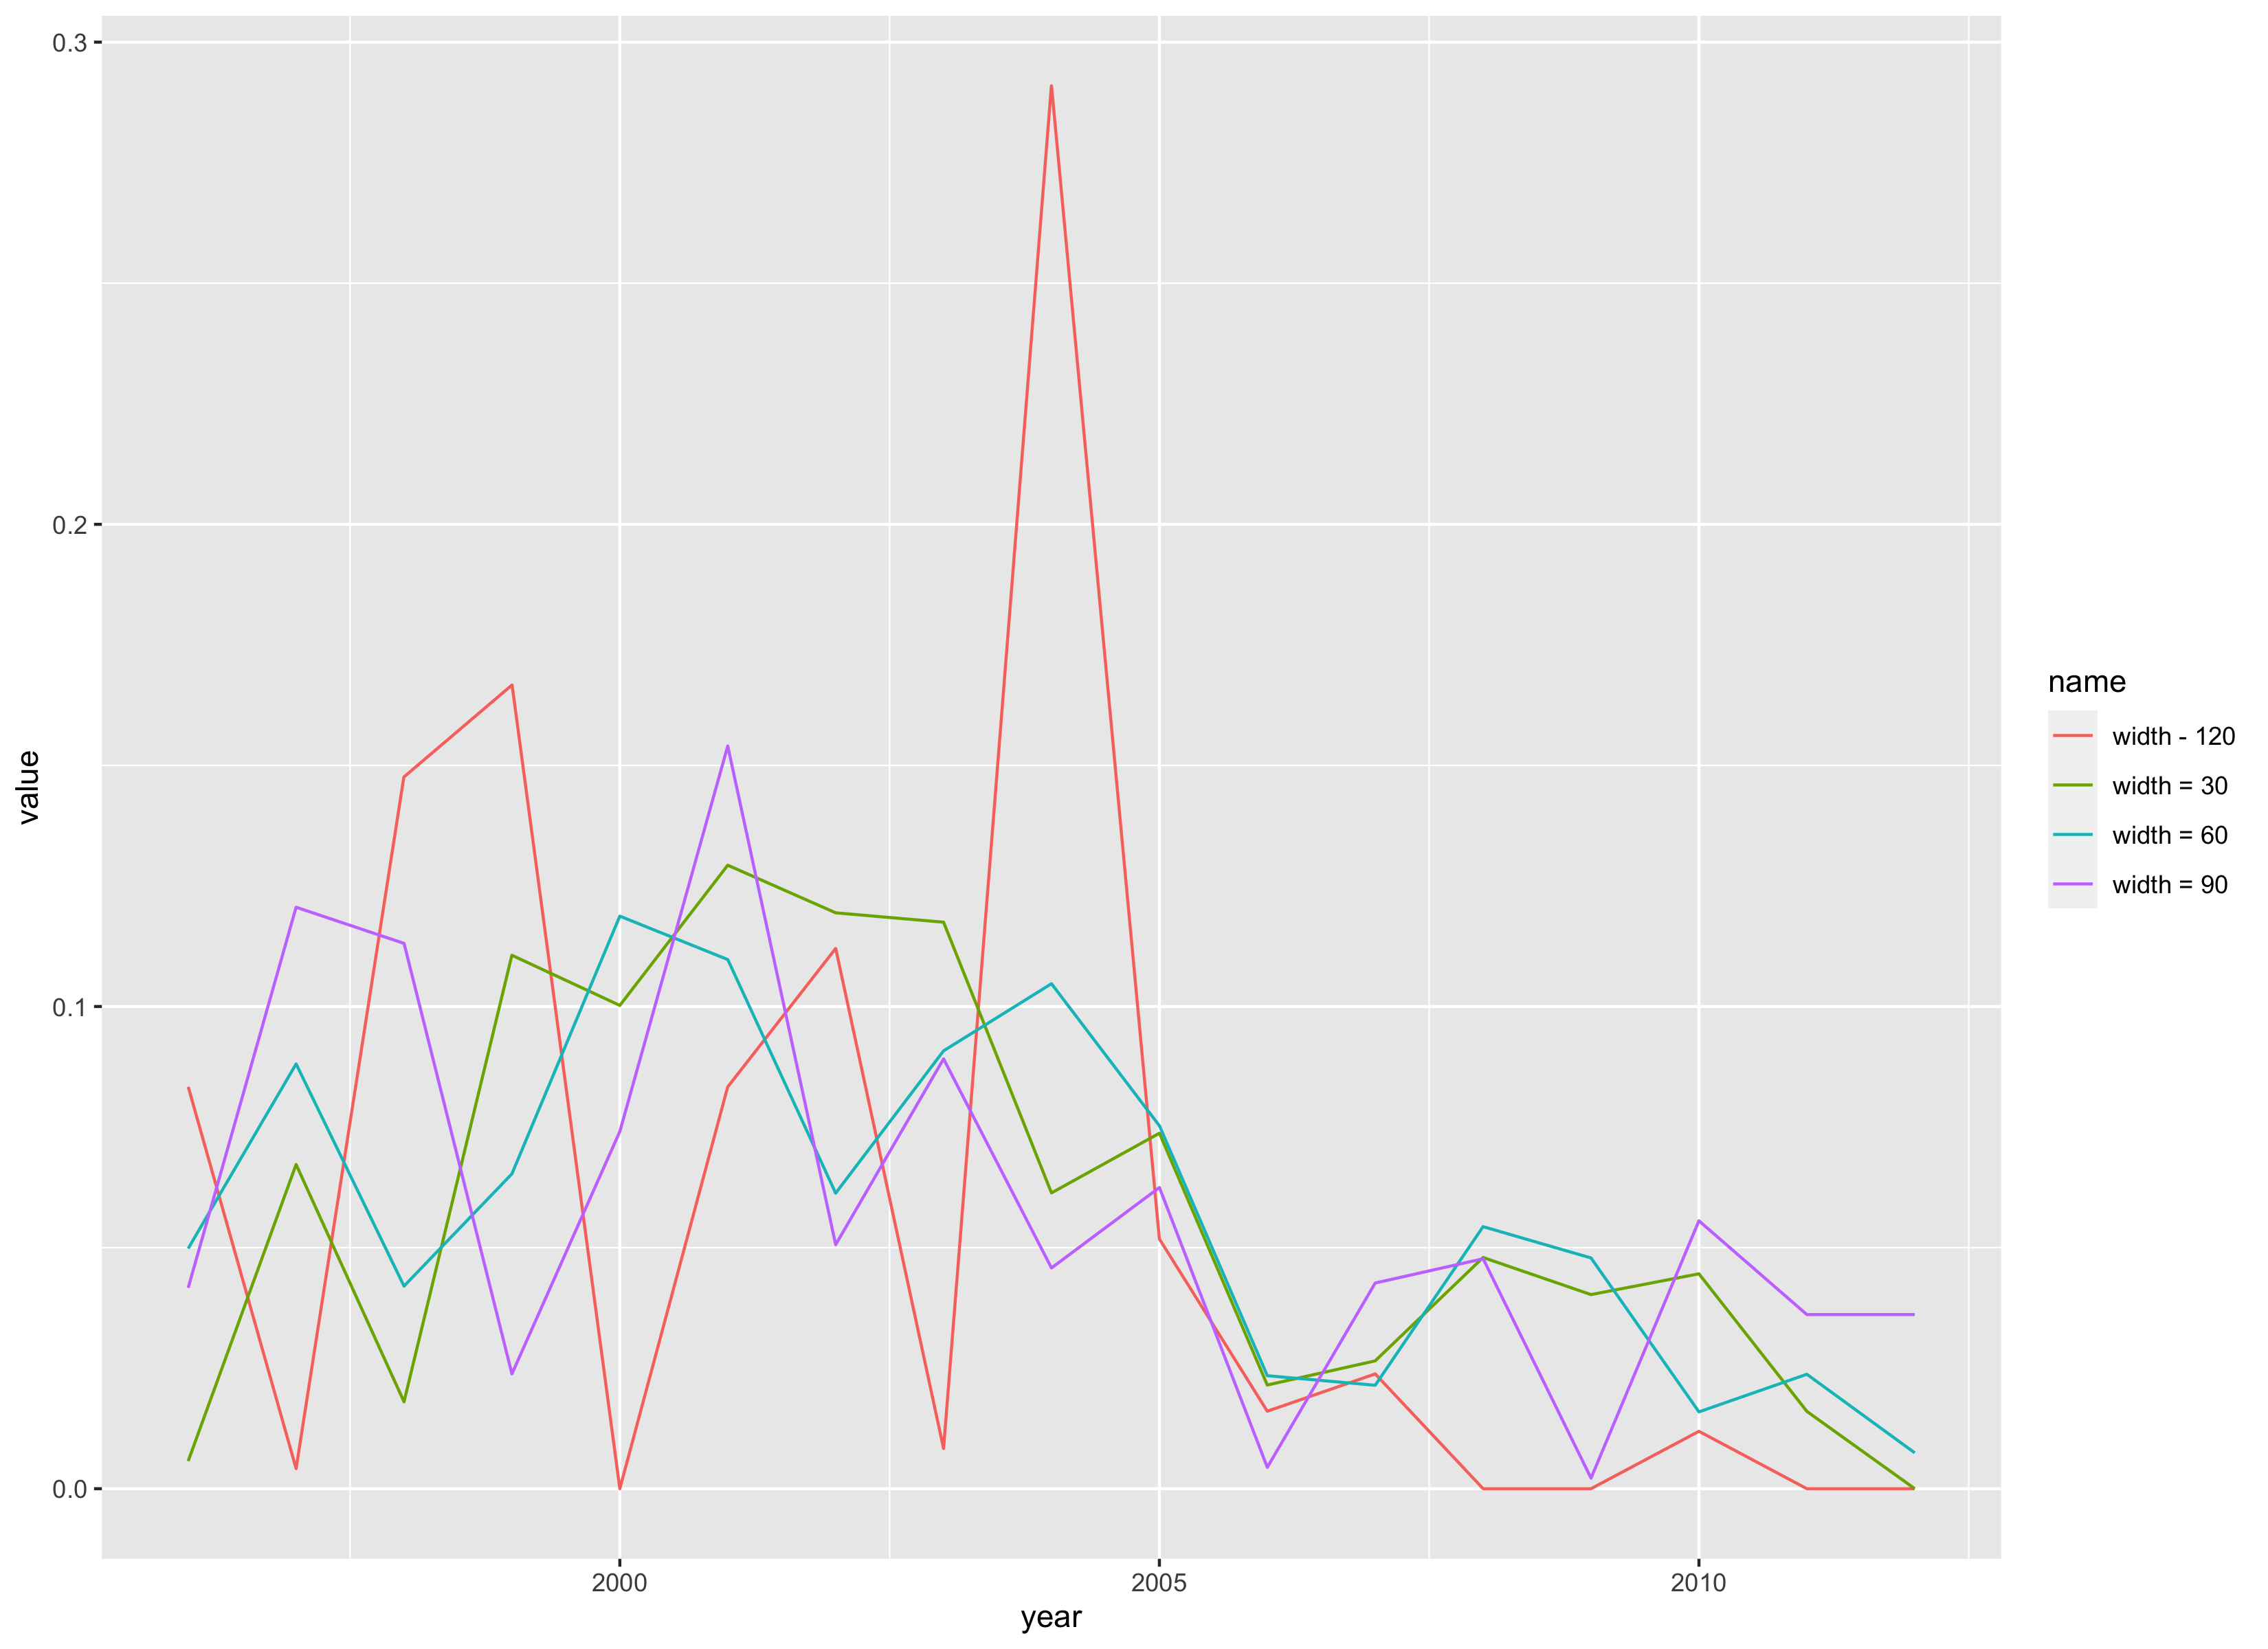 0.3
0.2
0.1
0.0
value
2000
2005
2010
year
name
width - 120
width = 30
width = 60
width = 90